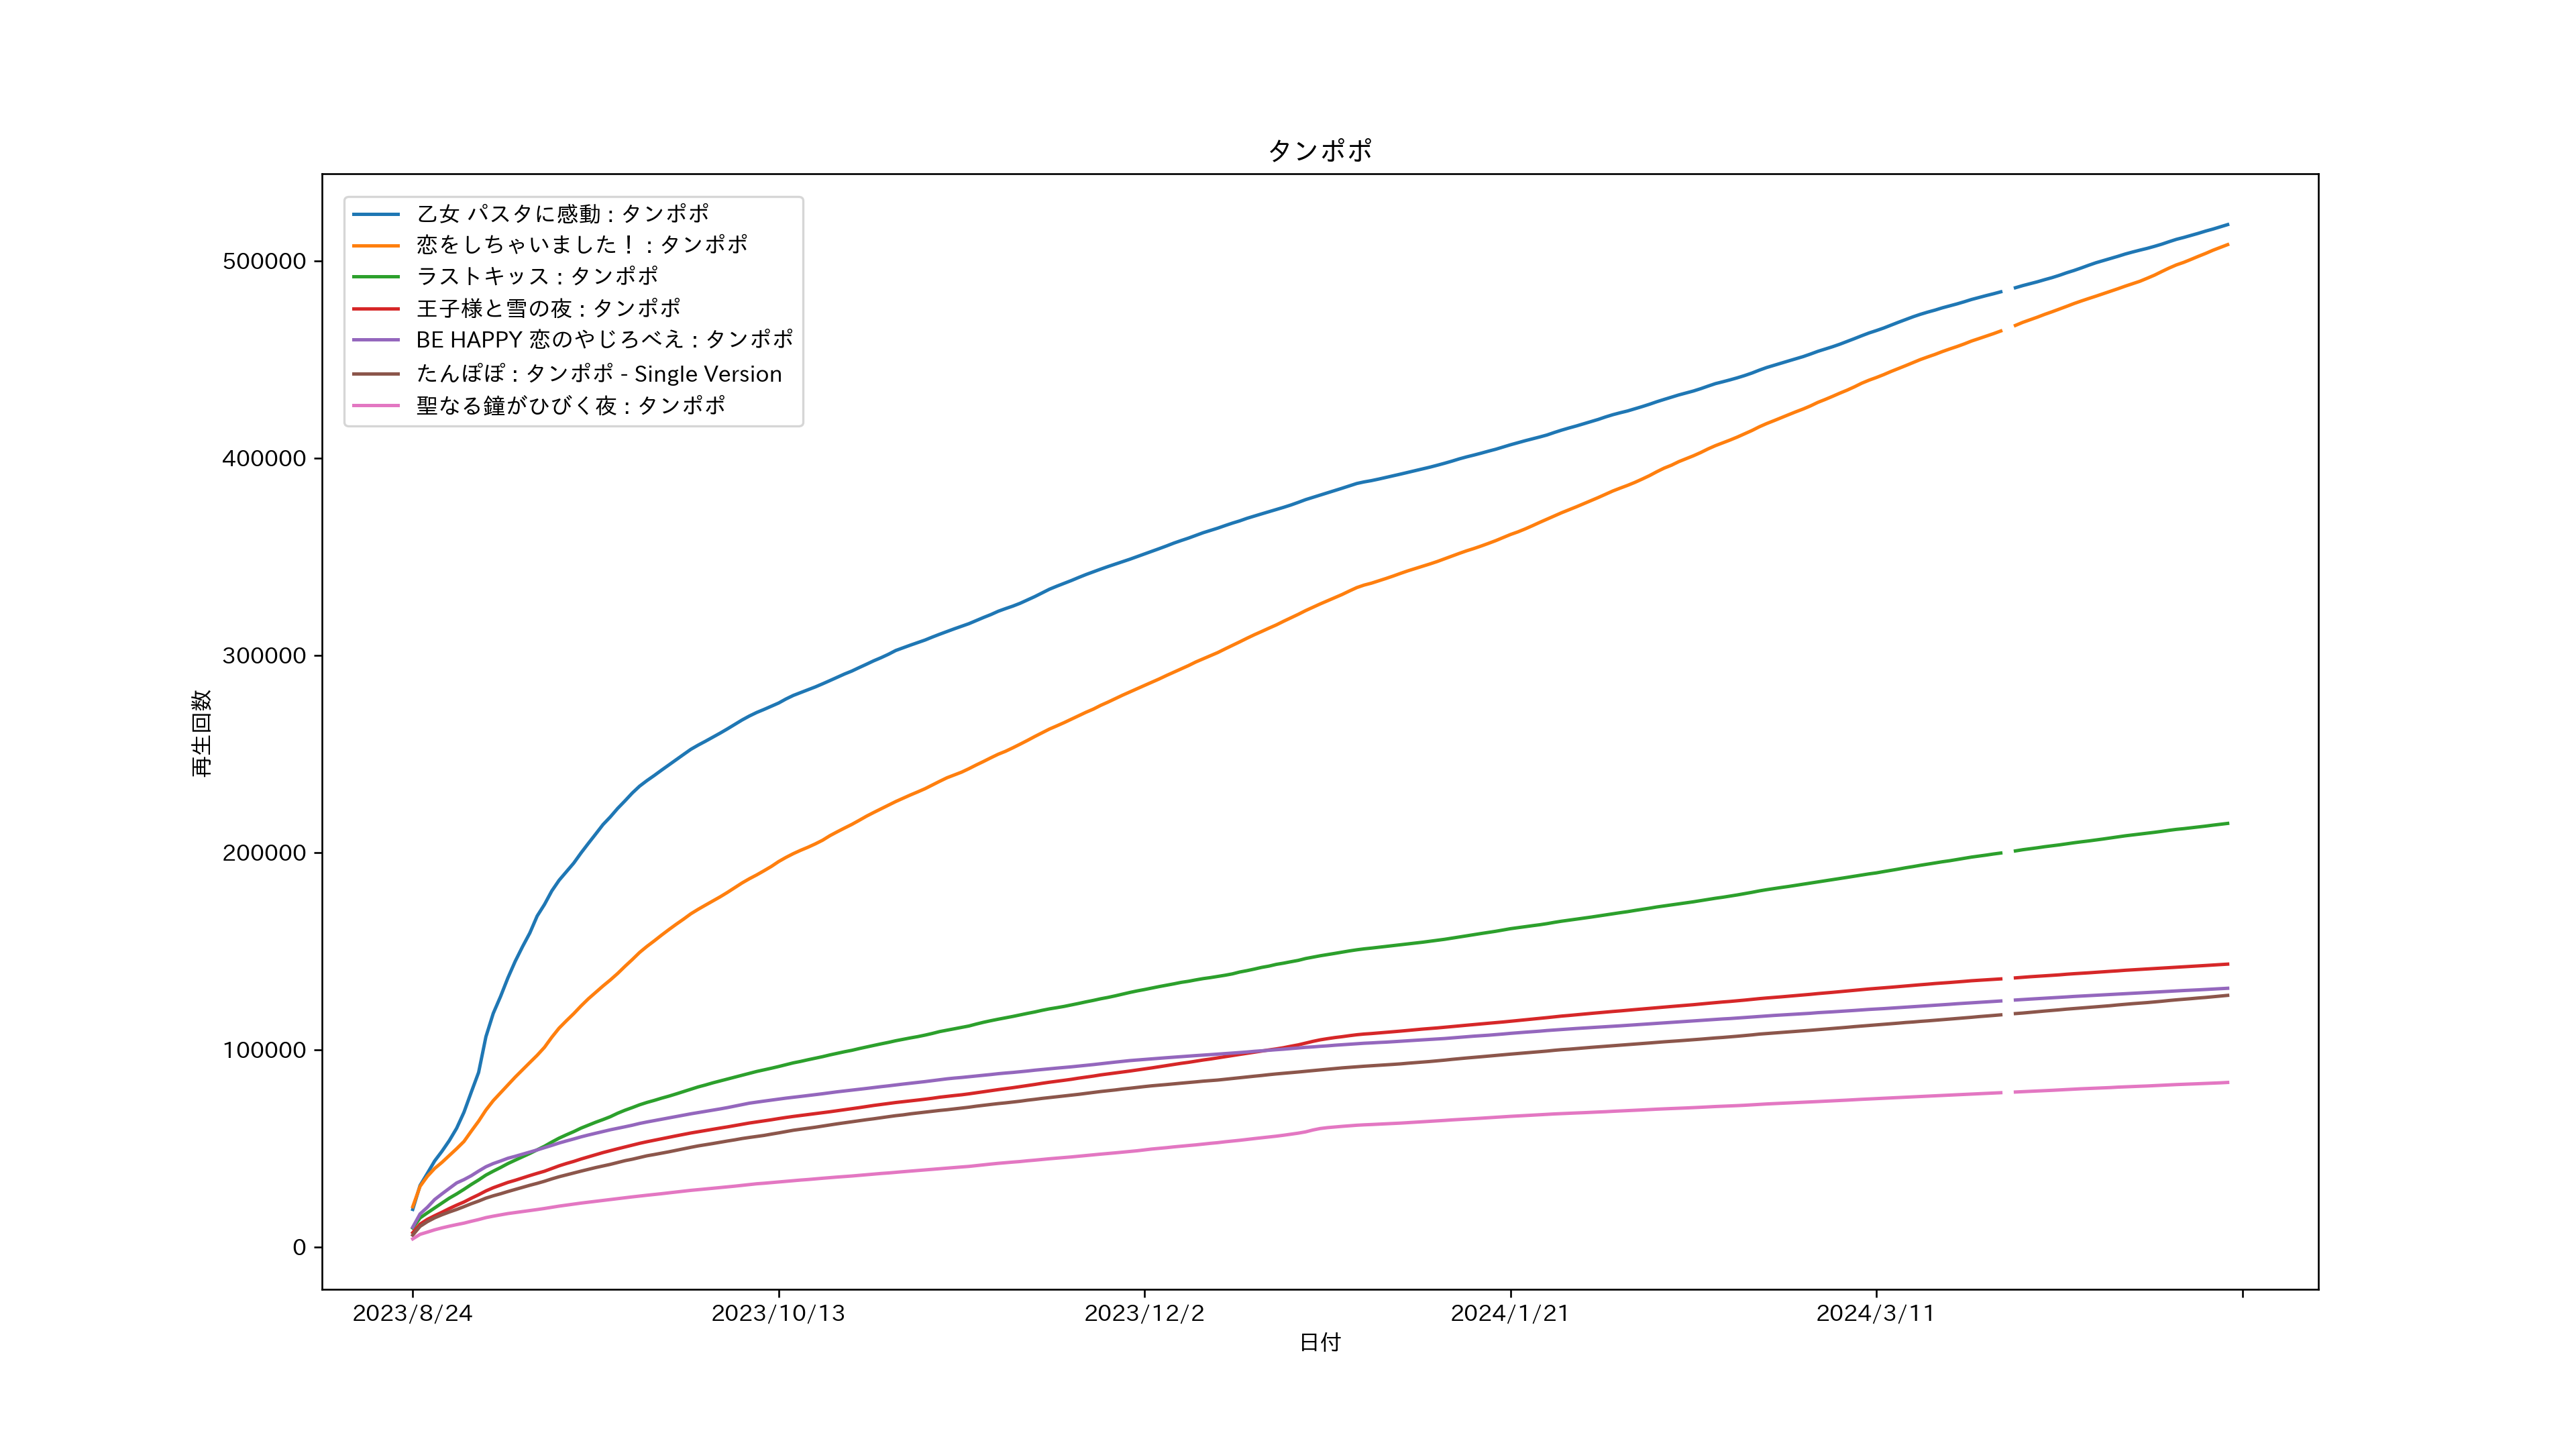 タンポポ
乙女 パスタに感動 : タンポポ
恋をしちゃいました！ : タンポポ
ラストキッス : タンポポ
王子様と雪の夜 : タンポポ
BE HAPPY 恋のやじろべえ : タンポポ
たんぽぽ : タンポポ - Single Version
聖なる鐘がひびく夜 : タンポポ
500000
400000
300000
200000
100000
0
再生回数
2023/8/24
2023/10/13
2023/12/2
2024/1/21
2024/3/11
日付